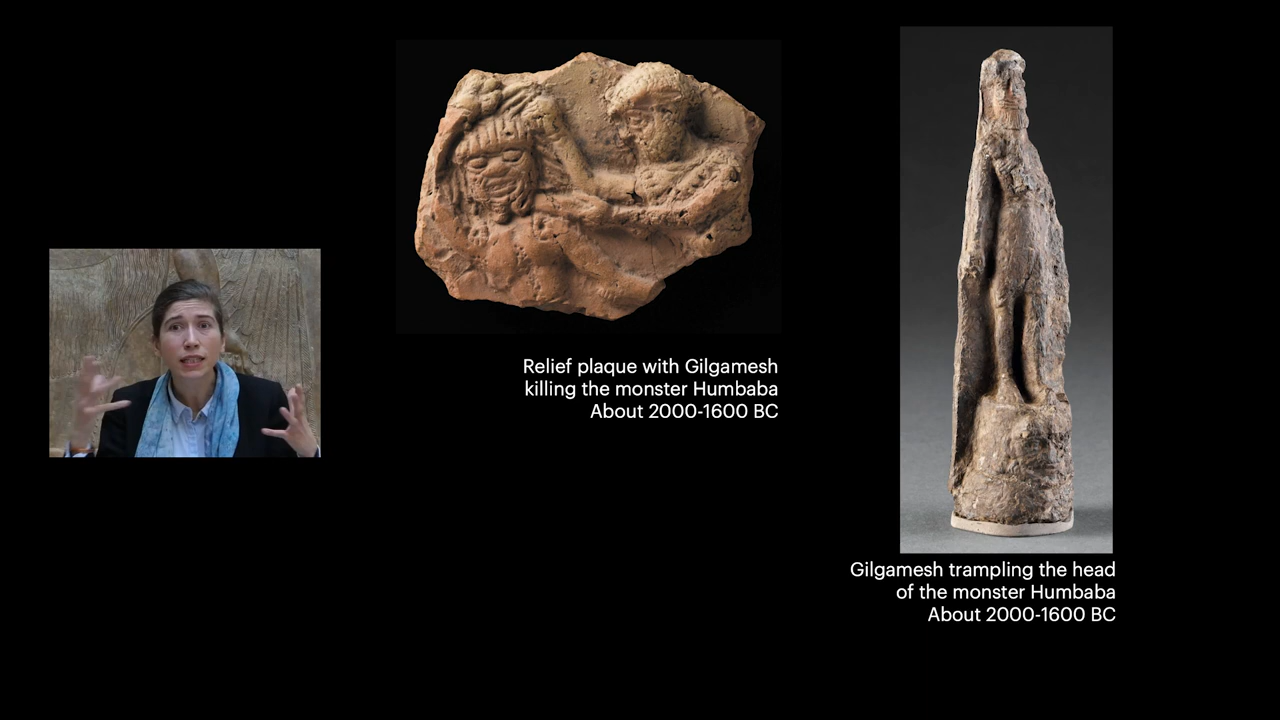 Relief plaque with Gilgamesh
killing the monster Humbaba
About 2000-1600 BC
Gilgamesh trampling the head
of the monster Humbaba
About 2000-1600 BC